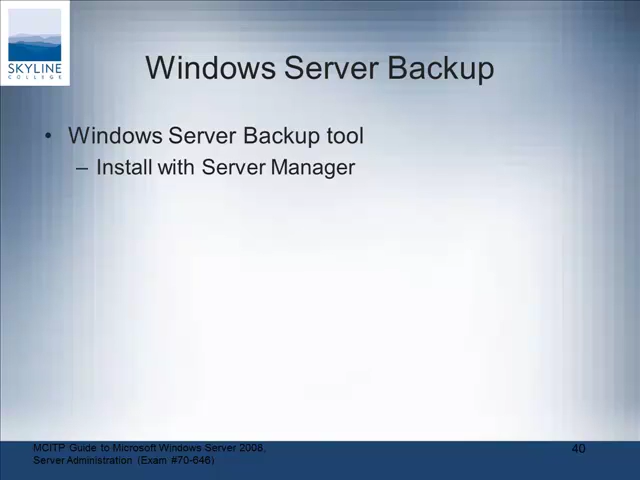 SKYLINE
COLLEGE
Windows Server Backup
• Windows Server Backup tool
– Install with Server Manager
MCITP Guide to Microsoft Windows Server 2008,
Server Administration (Exam #70-646)
40